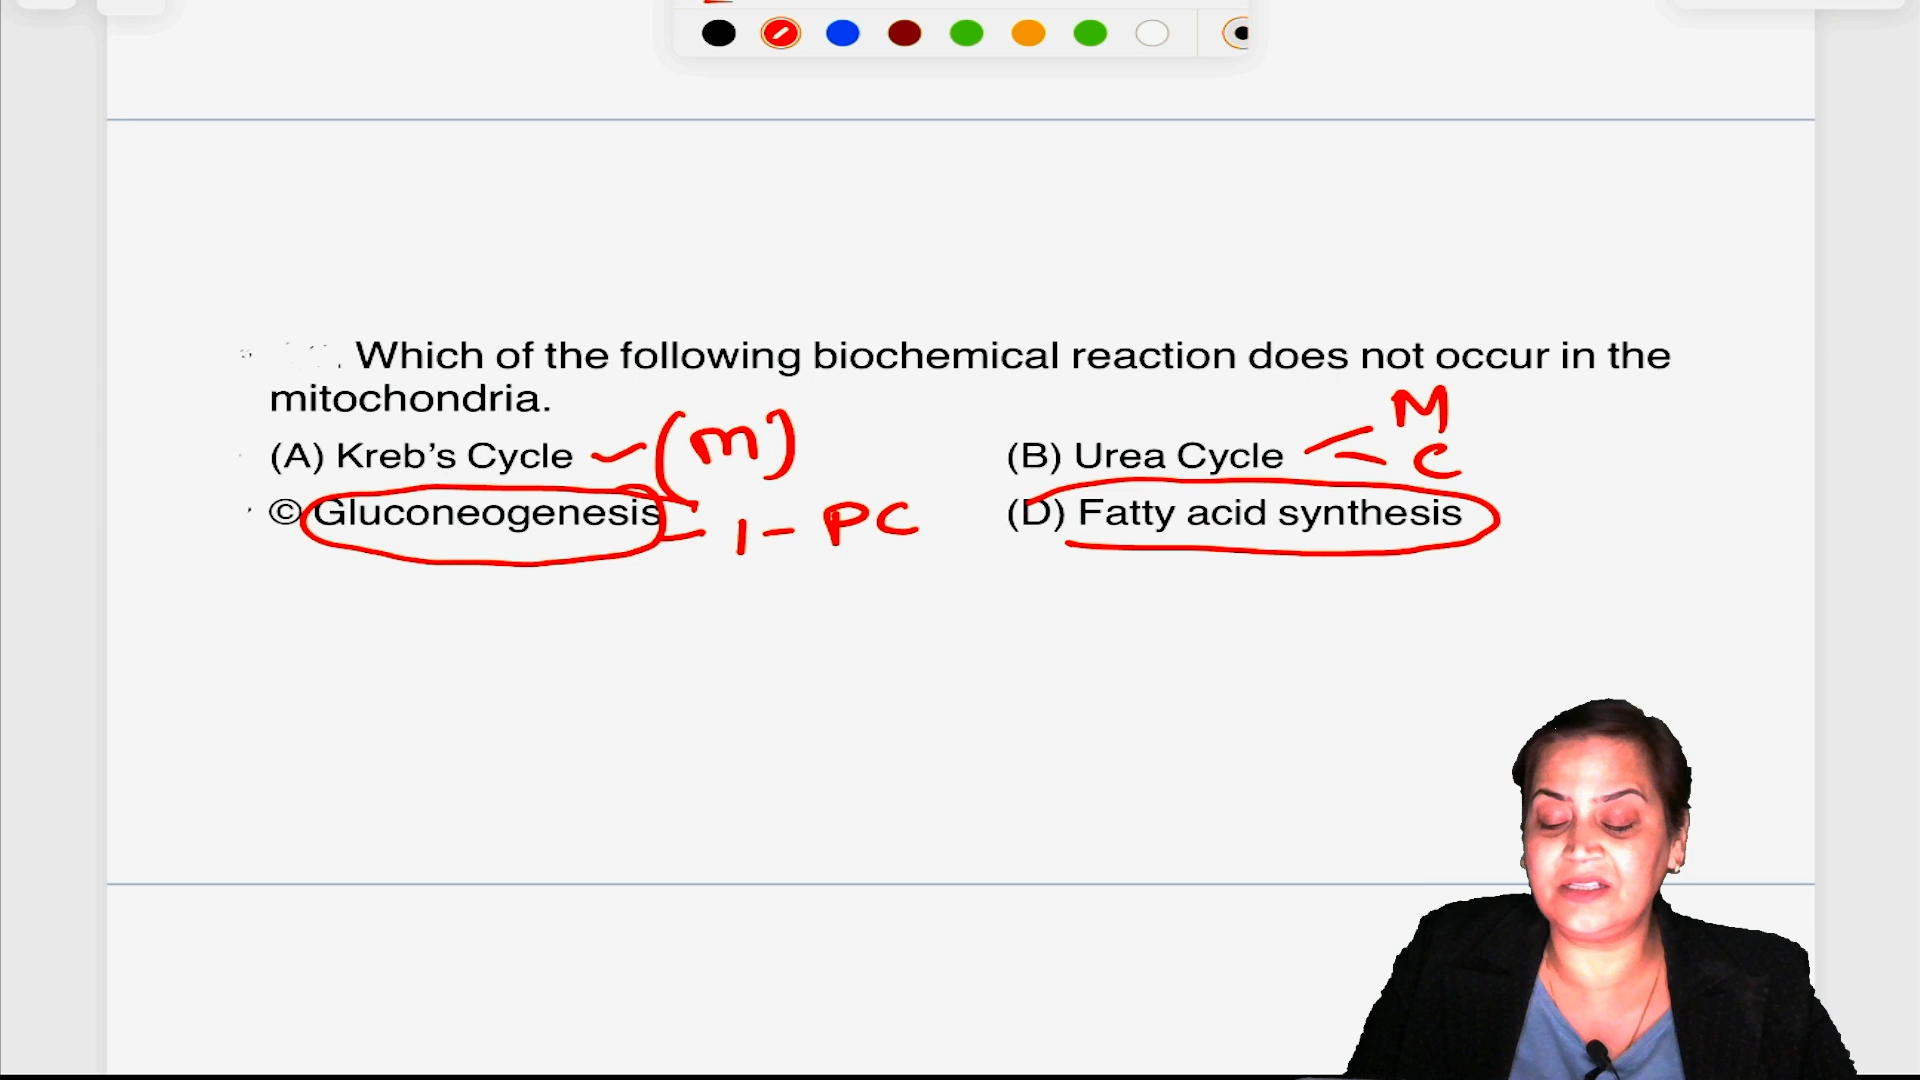 . Which of the following biochemical reaction does not occur in the
mitochondria.
(A) Kreb’s Cycle (m)
(B) Urea Cycle M C
© Gluconeogenesis 1 - PC
(D) Fatty acid synthesis